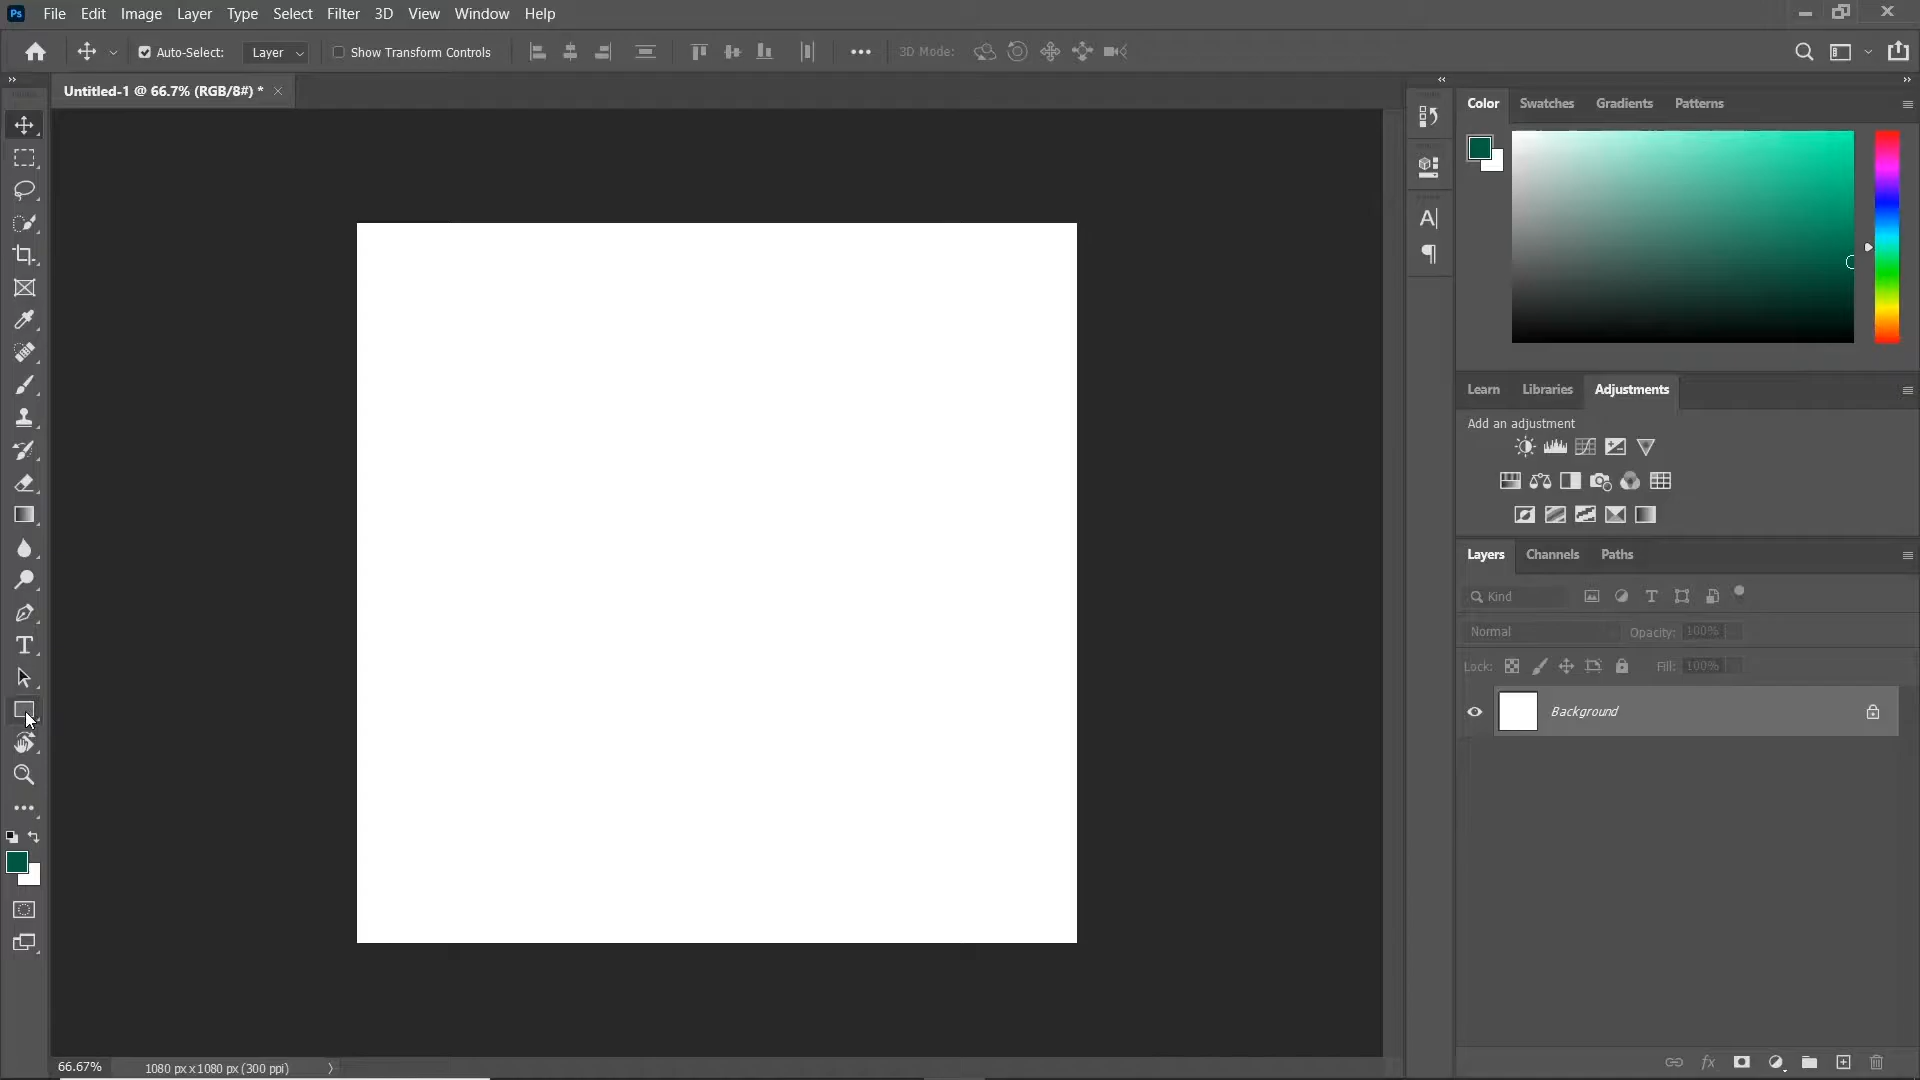 Ps File Edit Image Layer Type Select Filter 3D View Window Help
Auto-Select: Layer Show Transform Controls 3D Mode:
Untitled-1 @ 66.7% (RGB/8#) *
Color Swatches Gradients Patterns
Learn Libraries Adjustments
Add an adjustment
Layers Channels Paths
Kind
Normal Opacity: 100%
Lock: Fill: 100%
Background
66.67% 1080 px x 1080 px (300 ppi)